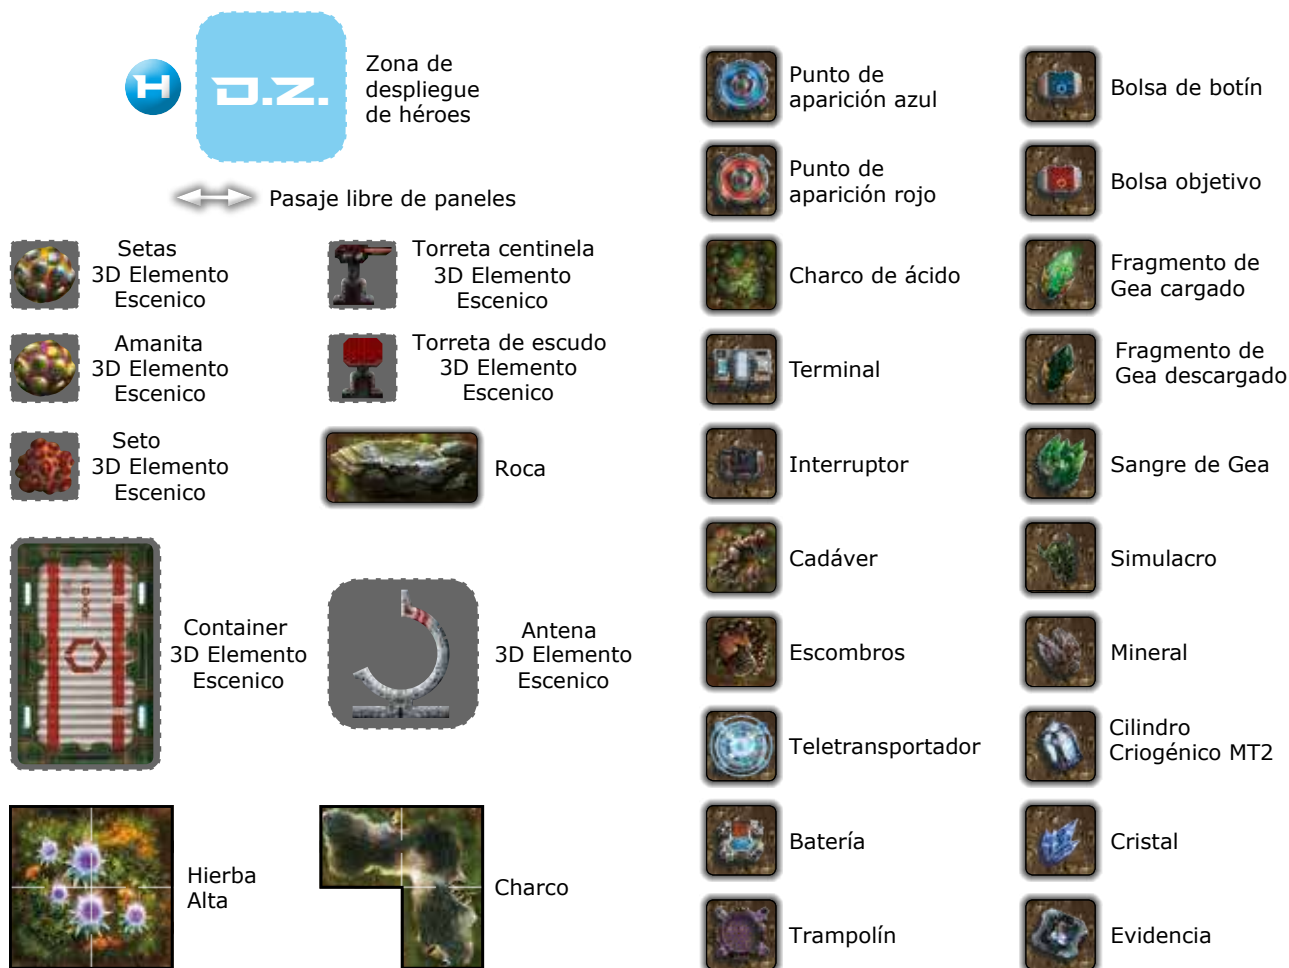 H
D.Z.
Zona de
despliegue
de héroes
Pasaje libre de paneles
Setas
3D Elemento
Escenico
Amanita
3D Elemento
Escenico
Seto
3D Elemento
Escenico
Torreta centinela
3D Elemento
Escenico
Torreta de escudo
3D Elemento
Escenico
Roca
Container
3D Elemento
Escenico
Antena
3D Elemento
Escenico
Hierba
Alta
Charco
Punto de
aparición azul
Punto de
aparición rojo
Charco de ácido
Terminal
Interruptor
Cadáver
Escombros
Teletransportador
Batería
Trampolín
Bolsa de botín
Bolsa objetivo
Fragmento de
Gea cargado
Fragmento de
Gea descargado
Sangre de Gea
Simulacro
Mineral
Cilindro
Criogénico MT2
Cristal
Evidencia